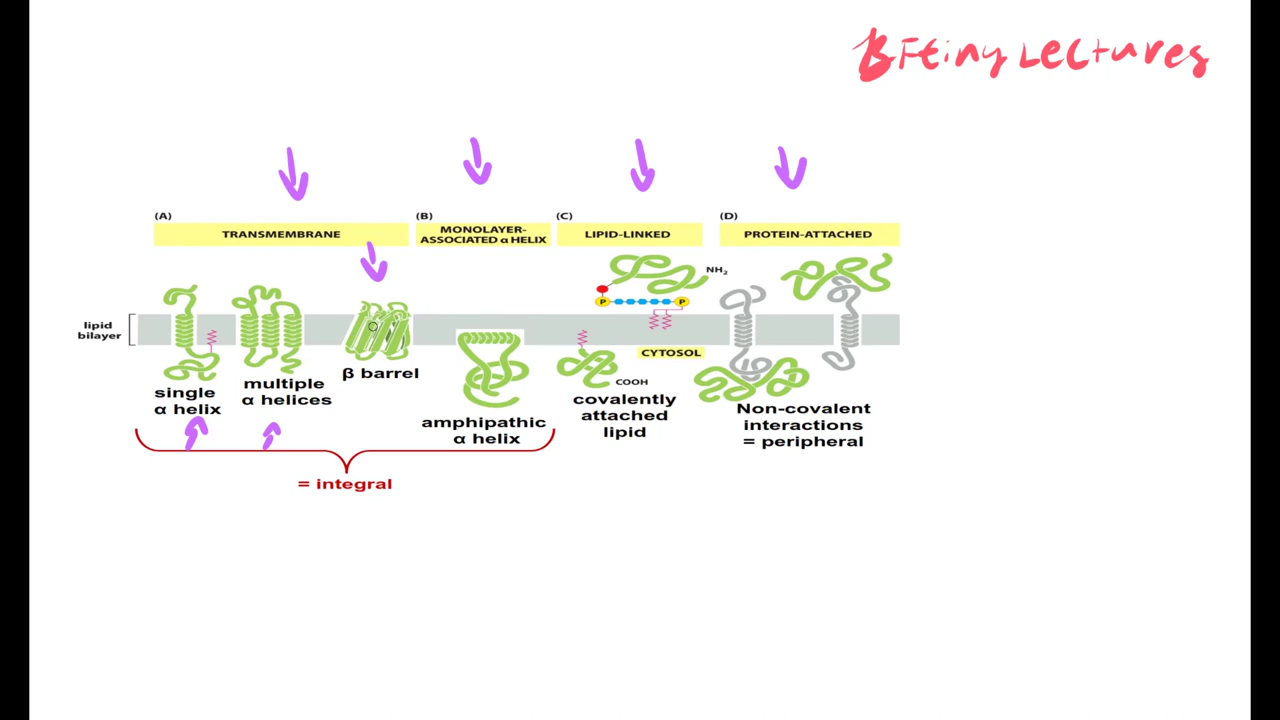 BFtiny Lectures
(A)
TRANSMEMBRANE
(B)
MONOLAYER-
ASSOCIATED α HELIX
(C)
LIPID-LINKED
(D)
PROTEIN-ATTACHED
NH₂
P
P
lipid
bilayer
CYTOSOL
COOH
single
α helix
multiple
α helices
β barrel
amphipathic
α helix
covalently
attached
lipid
Non-covalent
interactions
= peripheral
= integral